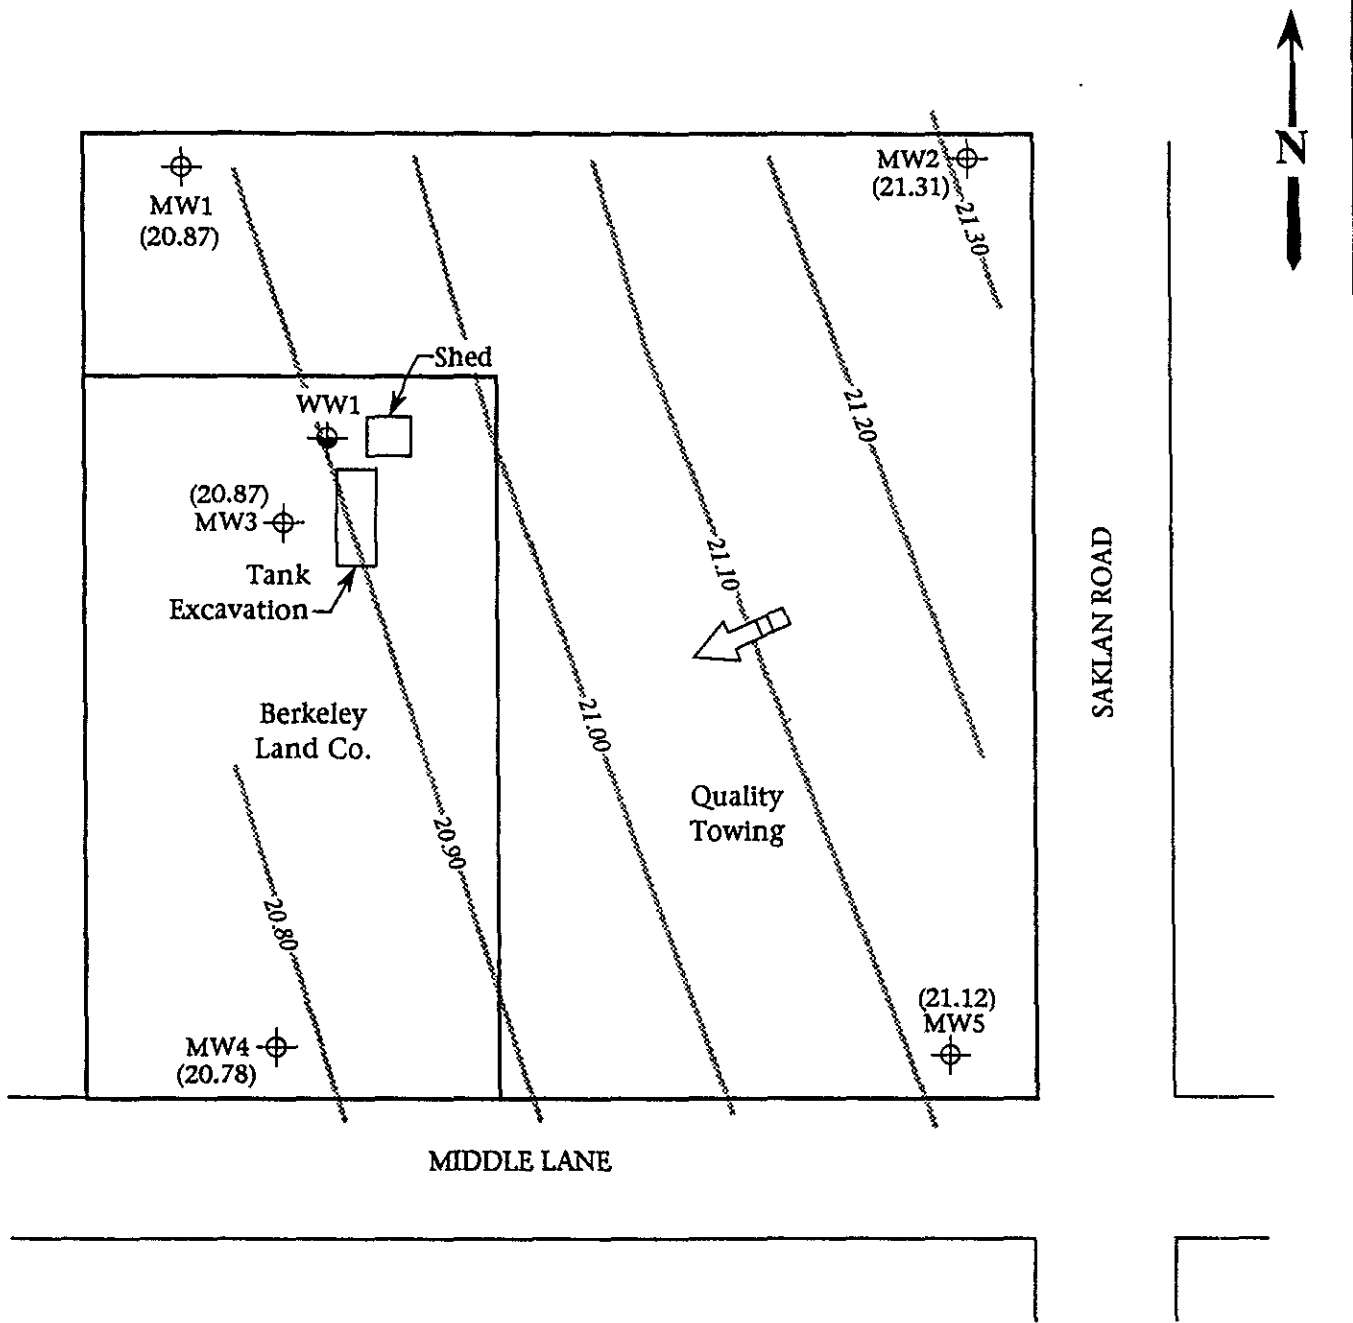 N
MW1
(20.87)
MW2
(21.31)
21.30
Shed
WW1
21.20
(20.87)
MW3
21.10
Tank
Excavation
SAKLAN ROAD
Berkeley
Land Co.
21.00
Quality
Towing
20.90
20.80
(21.12)
MW5
MW4
(20.78)
MIDDLE LANE